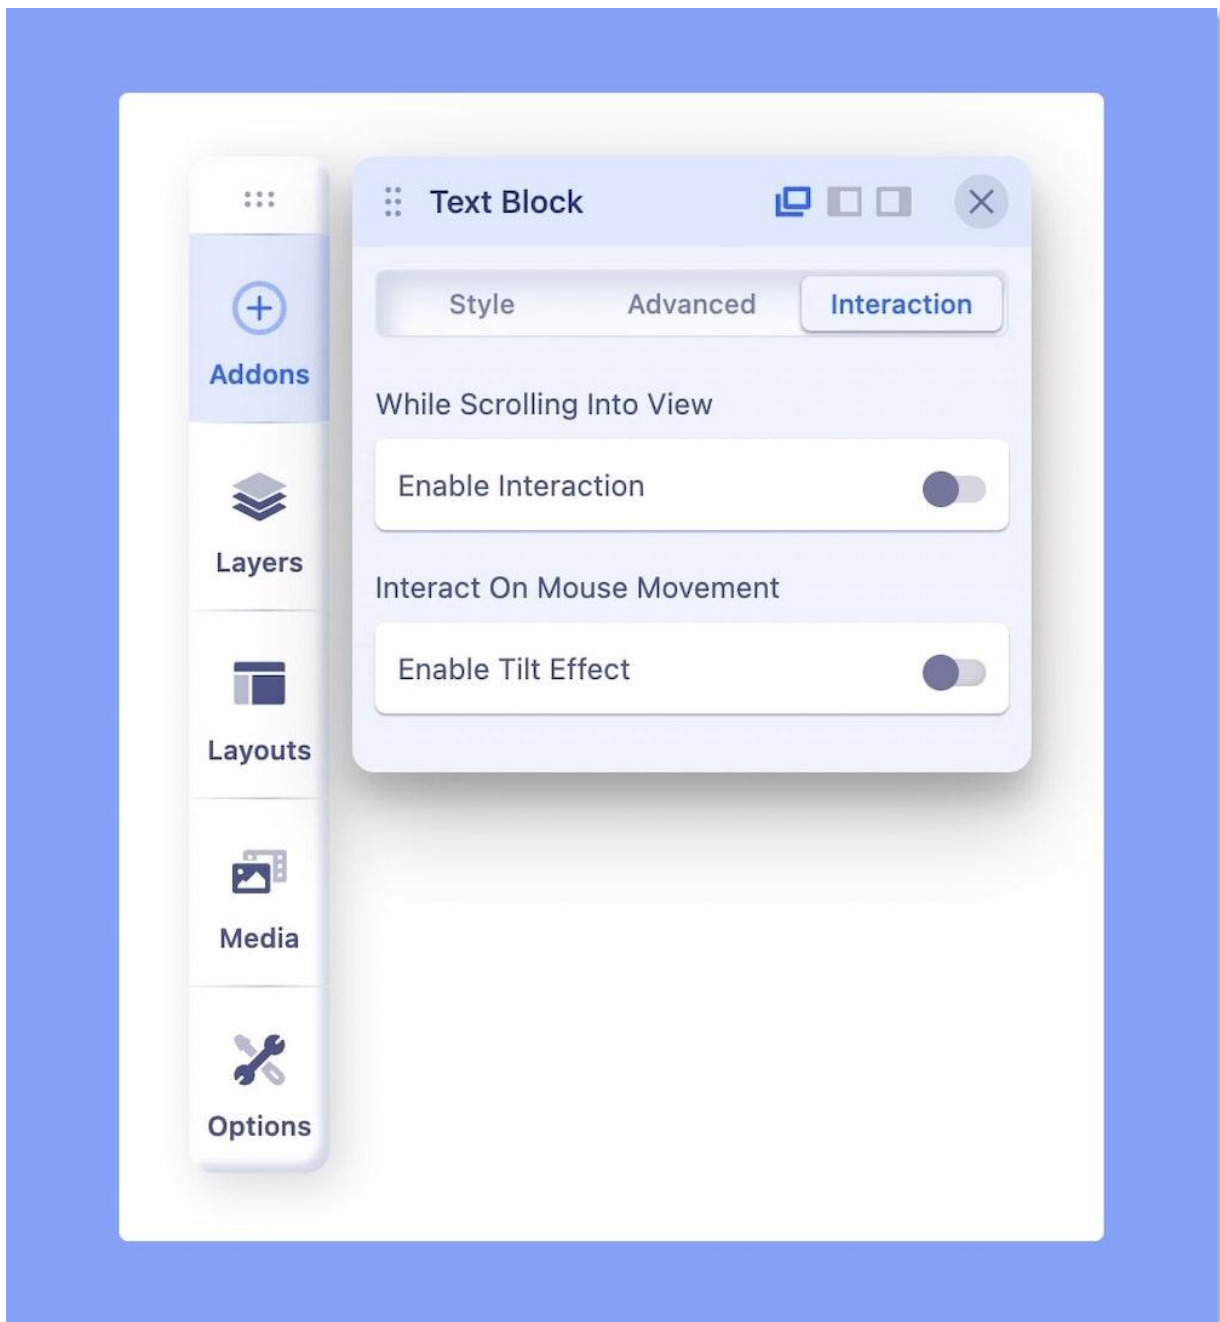 Addons
Layers
Layouts
Media
Options
Text Block
Style Advanced Interaction
While Scrolling Into View
Enable Interaction
Interact On Mouse Movement
Enable Tilt Effect